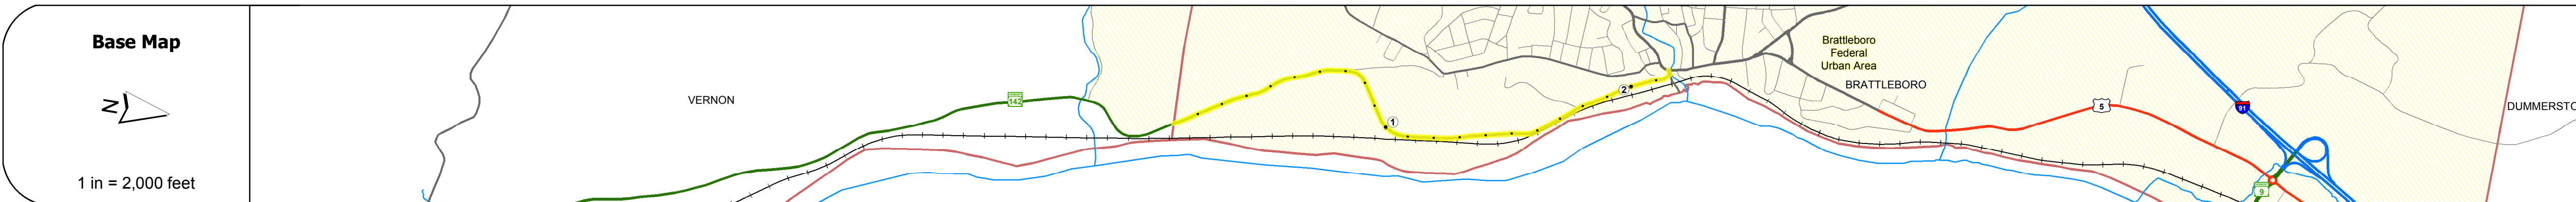 Base Map
N
1 in = 2,000 feet
VERNON
142
1
2
Brattleboro
Federal
Urban Area
BRATTLEBORO
5
91
9
DUMMERSTO